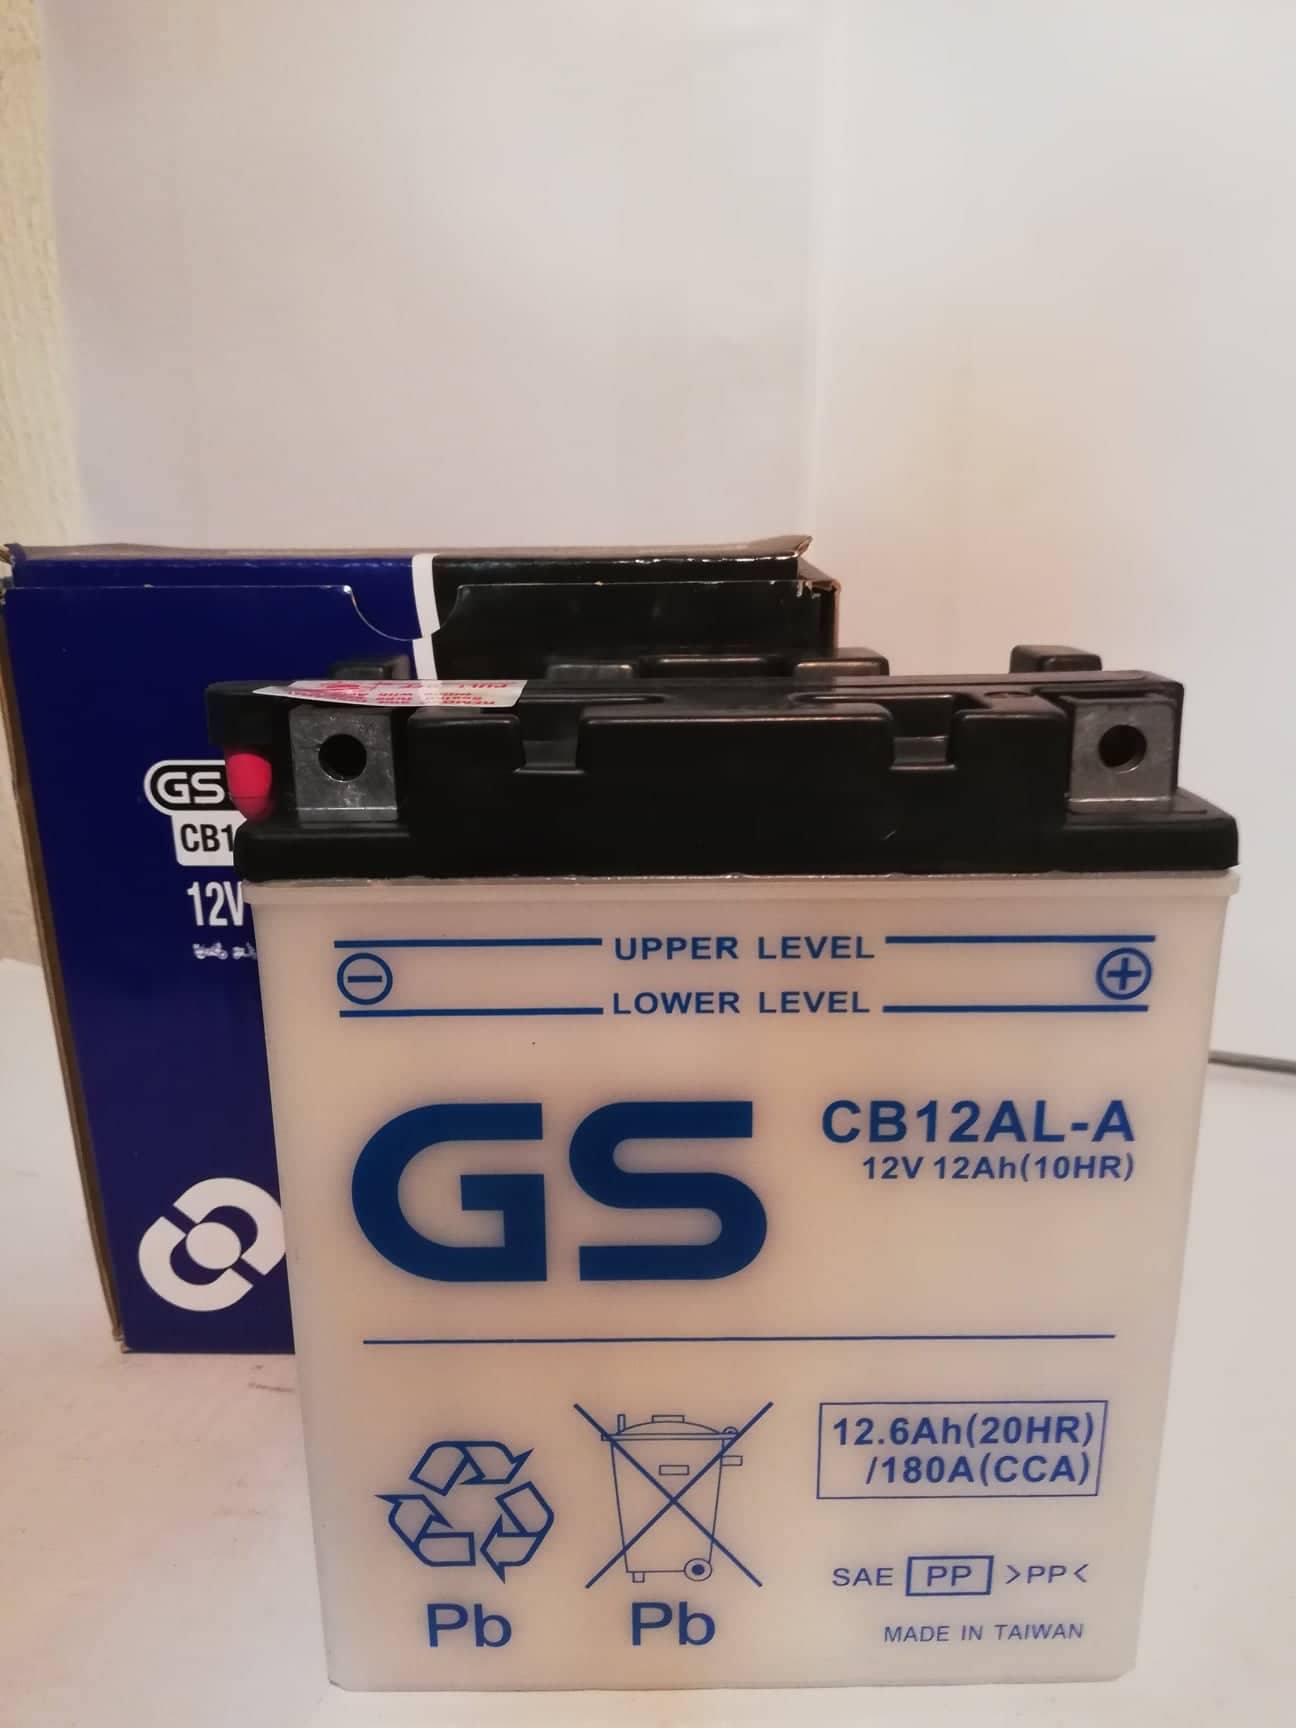 GS
CB1
12V
UPPER LEVEL
LOWER LEVEL
GS
CB12AL-A
12V 12Ah(10HR)
12.6Ah(20HR)
/180A(CCA)
Pb
Pb
SAE PP >PP<
MADE IN TAIWAN